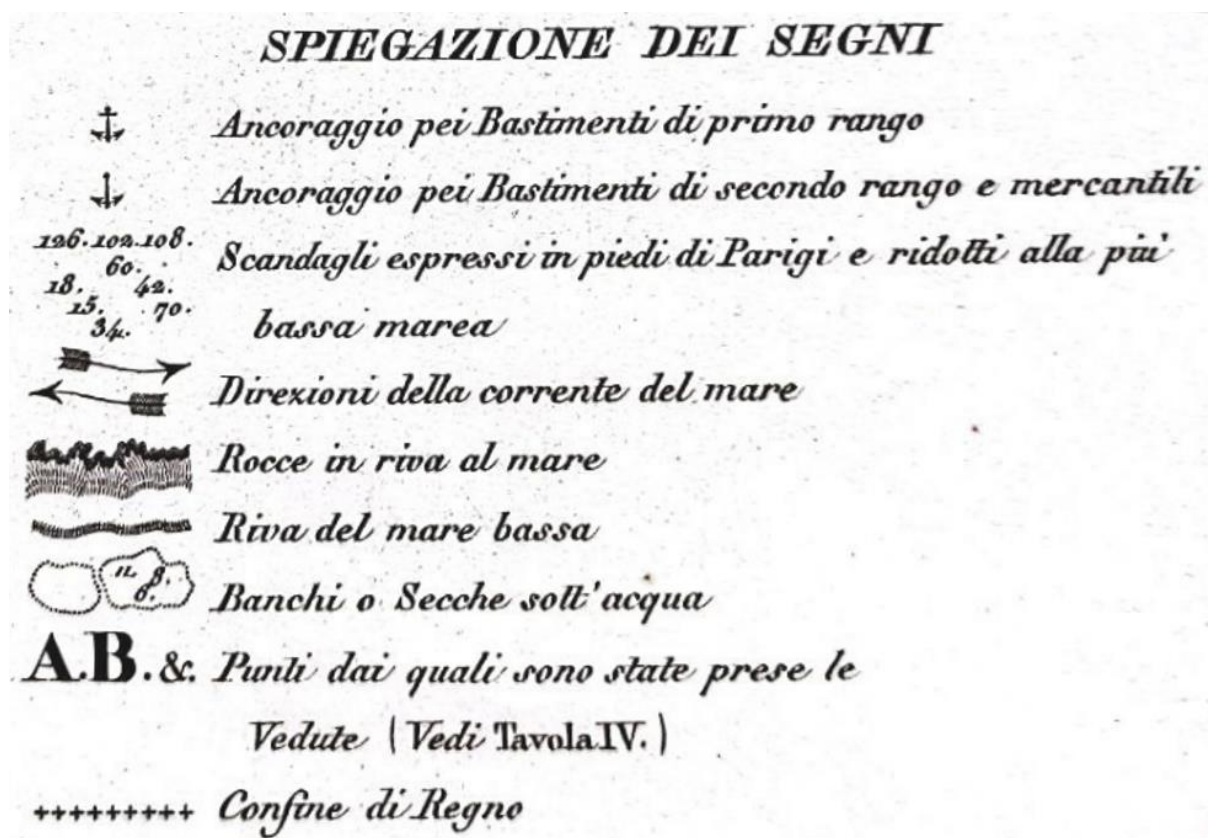 SPIEGAZIONE DEI SEGNI
Ancoraggio pei Bastimenti di primo rango
Ancoraggio pei Bastimenti di secondo rango e mercantili
126. 102. 108. Scandagli espressi in piedi di Parigi e ridotti alla più
60.
18. 42.
15. 70.
34. bassa marea
Direzioni della corrente del mare
Rocce in riva al mare
Riva del mare bassa
12. 8.
6. Banchi o Secche sott'acqua
A.B.&. Punti dai quali sono state prese le
Vedute (Vedi Tavola IV.)
+++++++++ Confine di Regno